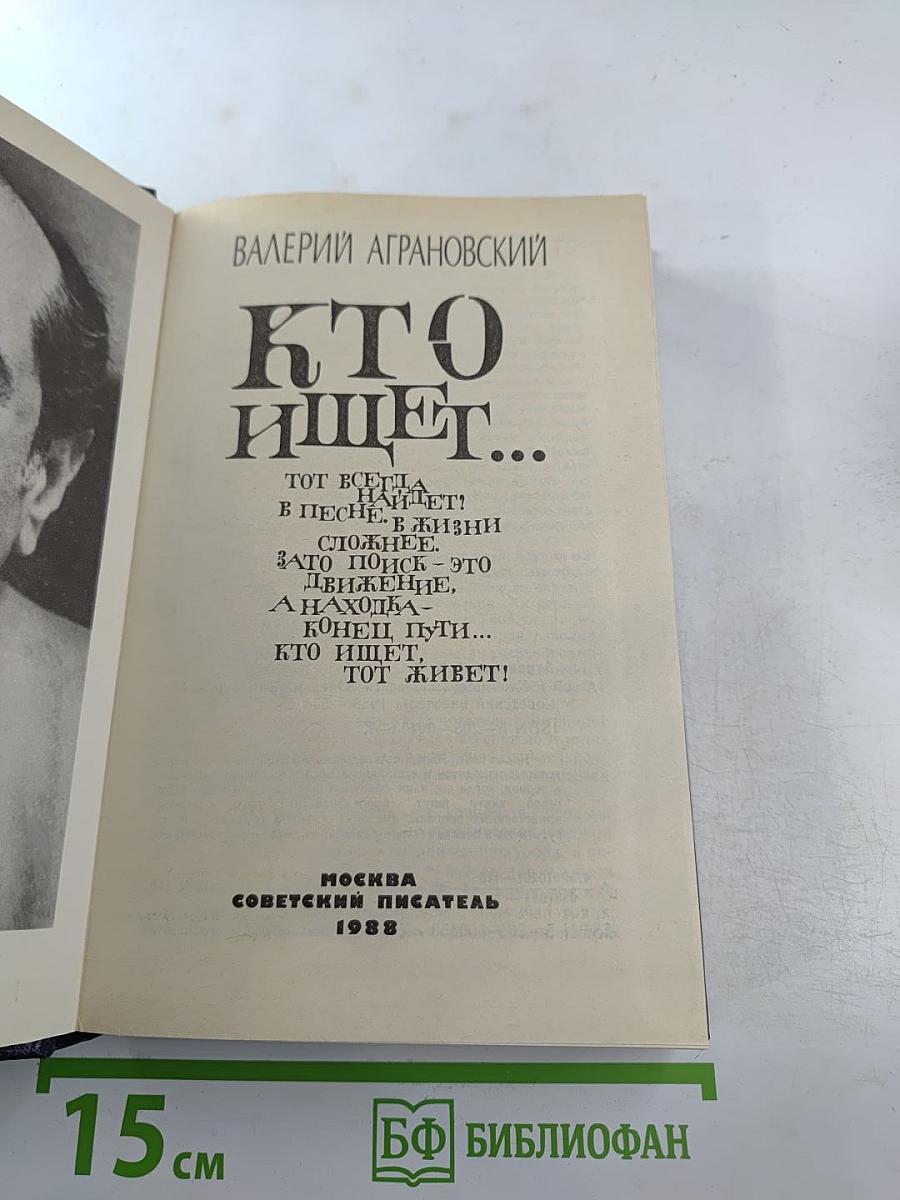 ВАЛЕРИЙ АГРАНОВСКИЙ
КТО
ИЩЕТ...
ТОТ ВСЕГДА
НАЙДЕТ!
В ПЕСНЕ. В ЖИЗНИ
СЛОЖНЕЕ.
ЗАТО ПОИСК – ЭТО
ДВИЖЕНИЕ,
А НАХОДКА –
КОНЕЦ ПУТИ...
КТО ИЩЕТ,
ТОТ ЖИВЕТ!
МОСКВА
СОВЕТСКИЙ ПИСАТЕЛЬ
1988
15 см
БФ БИБЛИОФАН